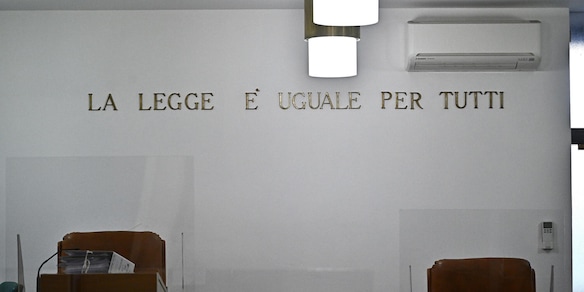 LA LEGGE E' UGUALE PER TUTTI